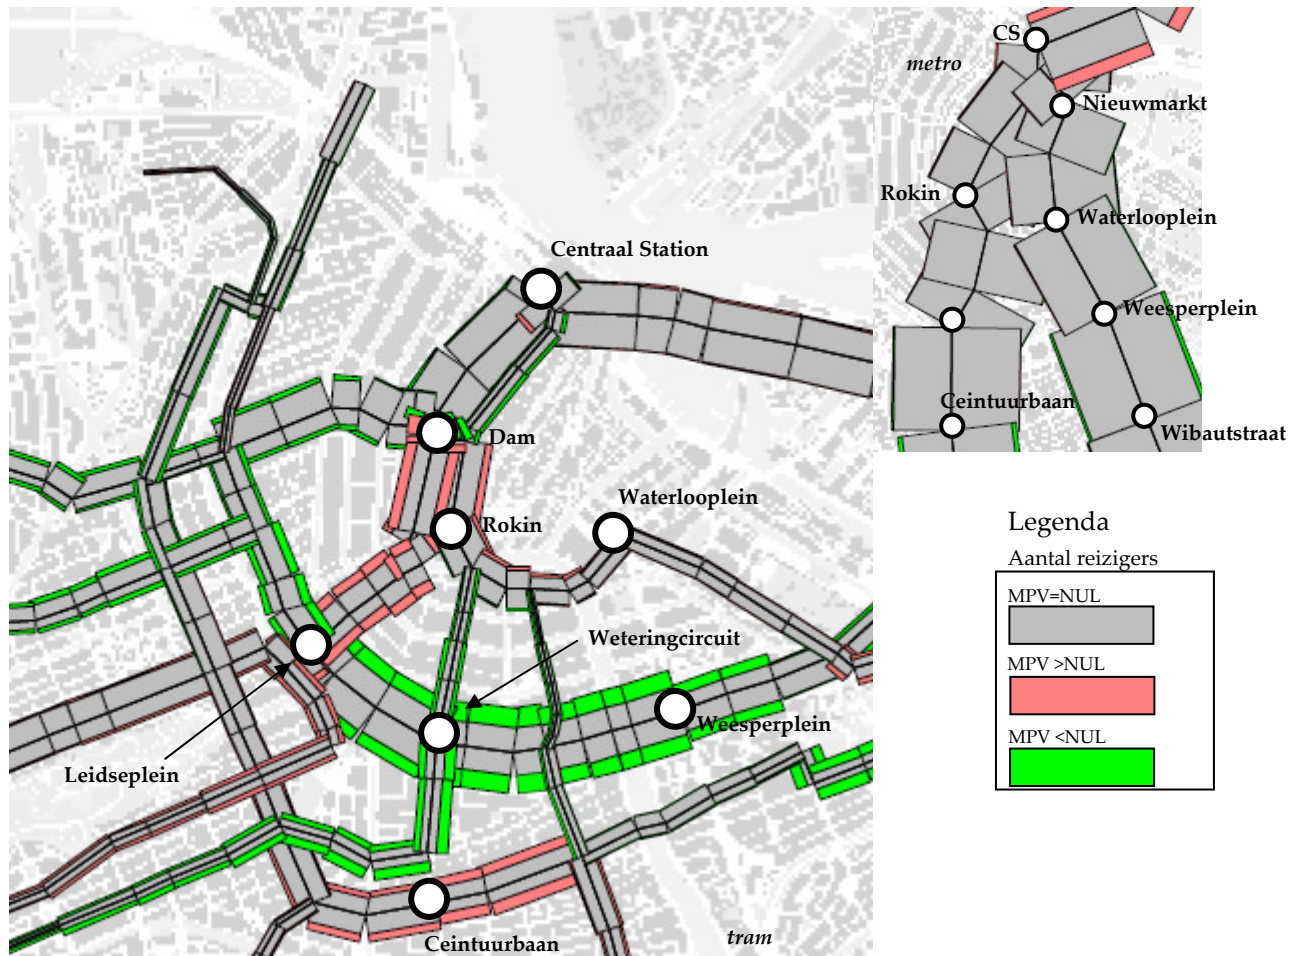 CS
metro
Nieuwmarkt
Rokin
Waterlooplein
Weesperplein
Ceintuurbaan
Wibautstraat
Centraal Station
Dam
Waterlooplein
Rokin
Weteringcircuit
Weesperplein
Leidseplein
Ceintuurbaan
tram
Legenda
Aantal reizigers
MPV=NUL
MPV >NUL
MPV <NUL